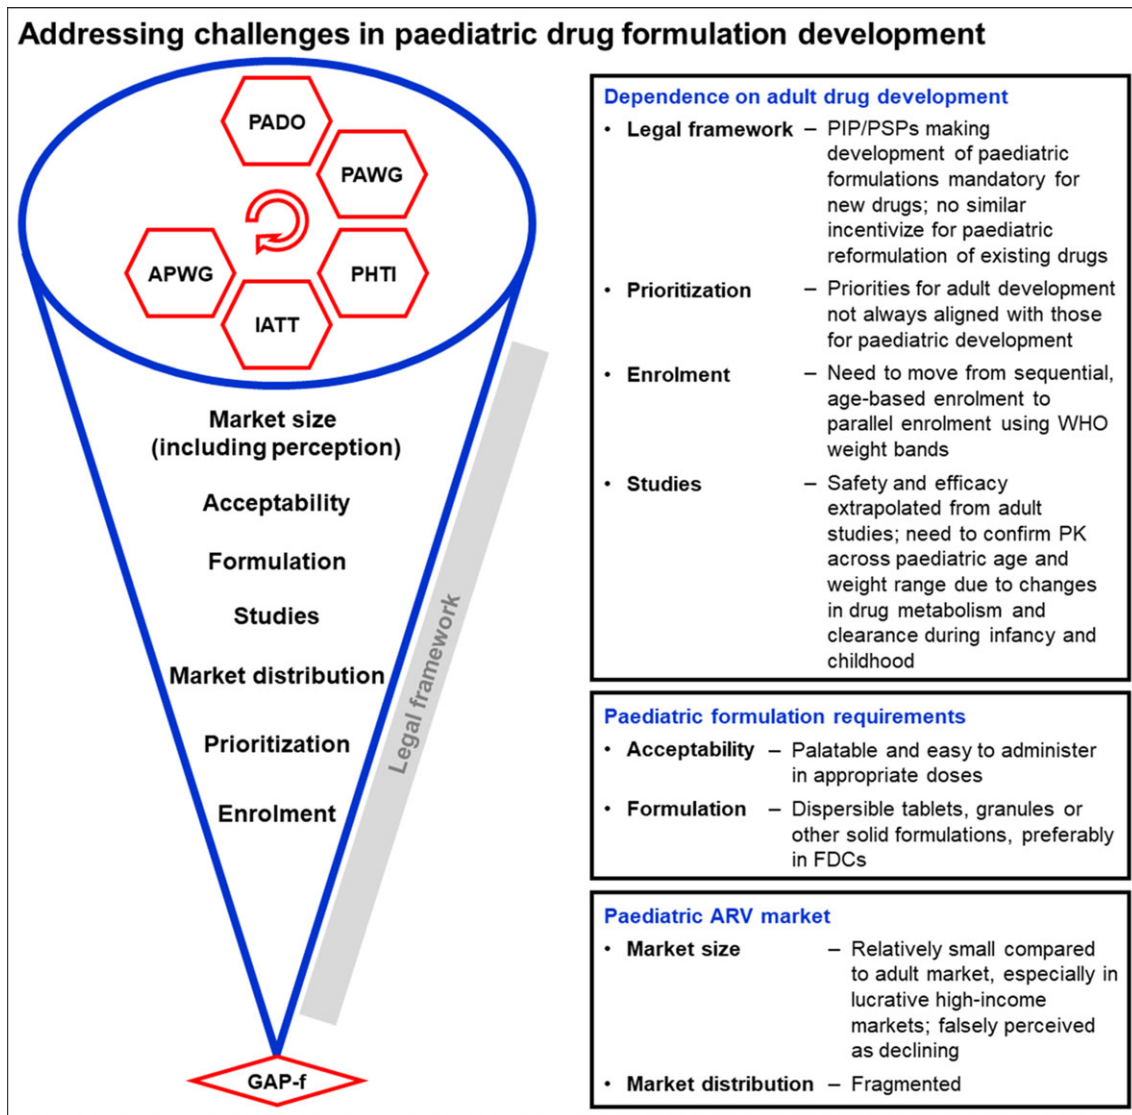 Addressing challenges in paediatric drug formulation development
PADO
PAWG
APWG
PHTI
IATT
Market size
(including perception)
Acceptability
Formulation
Studies
Market distribution
Prioritization
Enrolment
Legal framework
GAP-f
Dependence on adult drug development
• Legal framework – PIP/PSPs making
development of paediatric
formulations mandatory for
new drugs; no similar
incentivize for paediatric
reformulation of existing drugs
• Prioritization – Priorities for adult development
not always aligned with those
for paediatric development
• Enrolment – Need to move from sequential,
age-based enrolment to
parallel enrolment using WHO
weight bands
• Studies – Safety and efficacy
extrapolated from adult
studies; need to confirm PK
across paediatric age and
weight range due to changes
in drug metabolism and
clearance during infancy and
childhood
Paediatric formulation requirements
• Acceptability – Palatable and easy to administer
in appropriate doses
• Formulation – Dispersible tablets, granules or
other solid formulations, preferably
in FDCs
Paediatric ARV market
• Market size – Relatively small compared
to adult market, especially in
lucrative high-income
markets; falsely perceived
as declining
• Market distribution – Fragmented